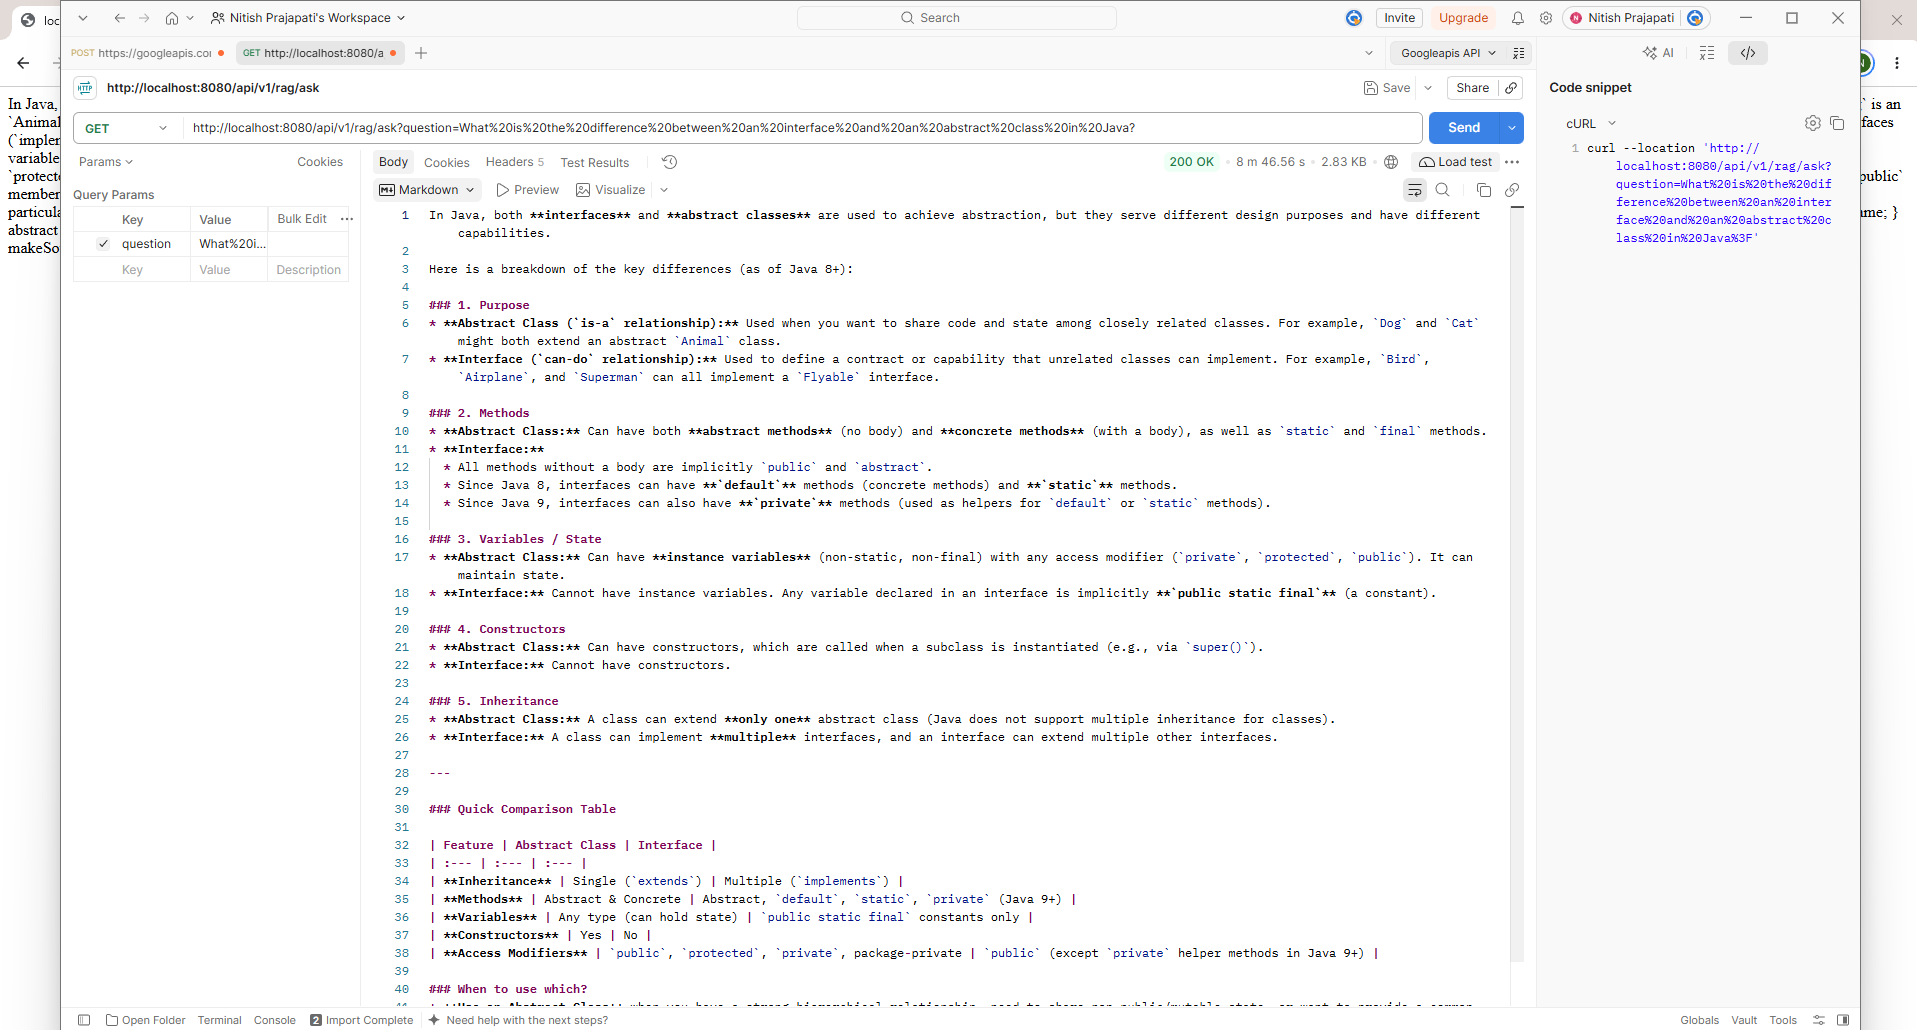 loc
Nitish Prajapati's Workspace
Search
Invite
Upgrade
Nitish Prajapati
POST https://googleapis.co
GET http://localhost:8080/a
Googleapis API
AI
HTTP
http://localhost:8080/api/v1/rag/ask
Save
Share
Code snippet
GET
http://localhost:8080/api/v1/rag/ask?question=What%20is%20the%20difference%20between%20an%20interface%20and%20an%20abstract%20class%20in%20Java?
Send
cURL
Params
Cookies
Body
Cookies
Headers 5
Test Results
200 OK
8 m 46.56 s
2.83 KB
Load test
Markdown
Preview
Visualize
Query Params
Key
Value
Bulk Edit
question
What%20i...
Key
Value
Description
1 curl --location 'http://
localhost:8080/api/v1/rag/ask?
question=What%20is%20the%20dif
ference%20between%20an%20inter
face%20and%20an%20abstract%20c
lass%20in%20Java%3F'
1 In Java, both **interfaces** and **abstract classes** are used to achieve abstraction, but they serve different design purposes and have different
capabilities.
2
3 Here is a breakdown of the key differences (as of Java 8+):
4
5 ### 1. Purpose
6 * **Abstract Class (`is-a` relationship):** Used when you want to share code and state among closely related classes. For example, `Dog` and `Cat`
might both extend an abstract `Animal` class.
7 * **Interface (`can-do` relationship):** Used to define a contract or capability that unrelated classes can implement. For example, `Bird`,
`Airplane`, and `Superman` can all implement a `Flyable` interface.
8
9 ### 2. Methods
10 * **Abstract Class:** Can have both **abstract methods** (no body) and **concrete methods** (with a body), as well as `static` and `final` methods.
11 * **Interface:**
12 * All methods without a body are implicitly `public` and `abstract`.
13 * Since Java 8, interfaces can have **`default`** methods (concrete methods) and **`static`** methods.
14 * Since Java 9, interfaces can also have **`private`** methods (used as helpers for `default` or `static` methods).
15
16 ### 3. Variables / State
17 * **Abstract Class:** Can have **instance variables** (non-static, non-final) with any access modifier (`private`, `protected`, `public`). It can
maintain state.
18 * **Interface:** Cannot have instance variables. Any variable declared in an interface is implicitly **`public static final`** (a constant).
19
20 ### 4. Constructors
21 * **Abstract Class:** Can have constructors, which are called when a subclass is instantiated (e.g., via `super()`).
22 * **Interface:** Cannot have constructors.
23
24 ### 5. Inheritance
25 * **Abstract Class:** A class can extend **only one** abstract class (Java does not support multiple inheritance for classes).
26 * **Interface:** A class can implement **multiple** interfaces, and an interface can extend multiple other interfaces.
27
28 ---
29
30 ### Quick Comparison Table
31
32 | Feature | Abstract Class | Interface |
33 | :--- | :--- | :--- |
34 | **Inheritance** | Single (`extends`) | Multiple (`implements`) |
35 | **Methods** | Abstract & Concrete | Abstract, `default`, `static`, `private` (Java 9+) |
36 | **Variables** | Any type (can hold state) | `public static final` constants only |
37 | **Constructors** | Yes | No |
38 | **Access Modifiers** | `public`, `protected`, `private`, package-private | `public` (except `private` helper methods in Java 9+) |
39
40 ### When to use which?
In Java,
`Animal
(`implem
variable
`protect
member
particula
abstract
makeSo
` is an
faces
public`
me; }
Open Folder
Terminal
Console
2 Import Complete
Need help with the next steps?
Globals
Vault
Tools